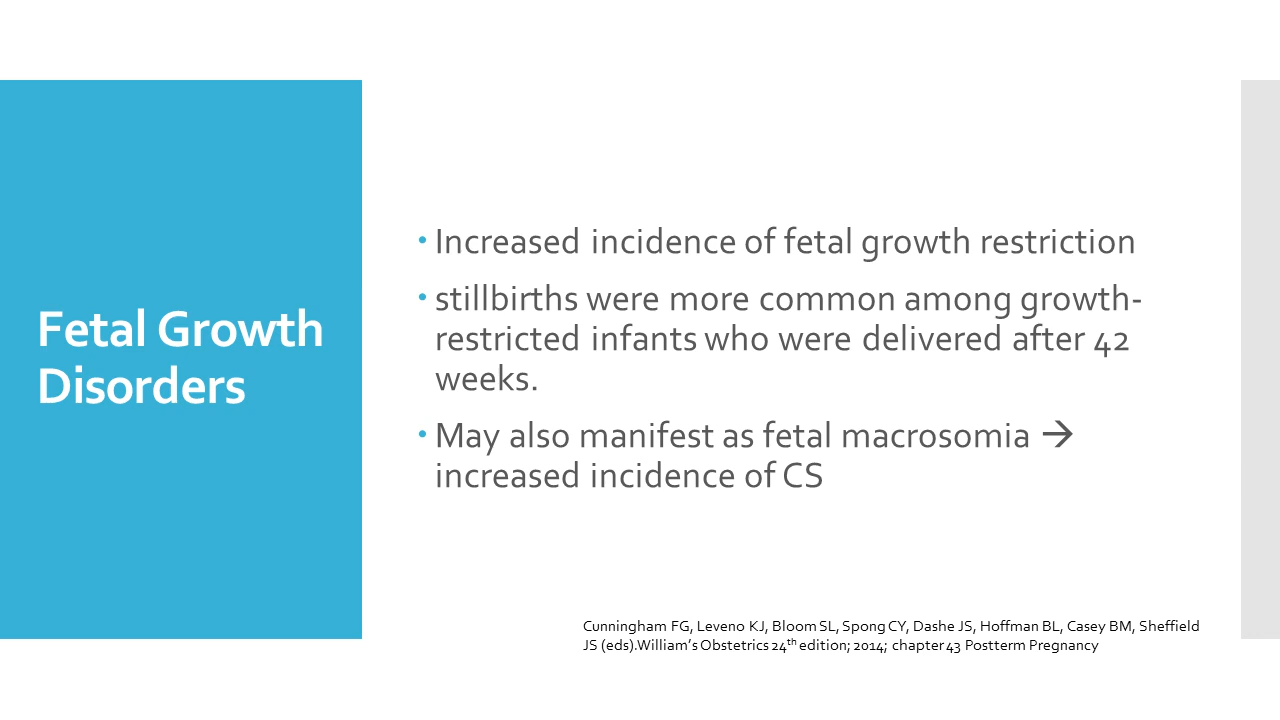 Fetal Growth
Disorders
• Increased incidence of fetal growth restriction
• stillbirths were more common among growth-
restricted infants who were delivered after 42
weeks.
• May also manifest as fetal macrosomia →
increased incidence of CS
Cunningham FG, Leveno KJ, Bloom SL, Spong CY, Dashe JS, Hoffman BL, Casey BM, Sheffield
JS (eds).William’s Obstetrics 24th edition; 2014; chapter 43 Postterm Pregnancy